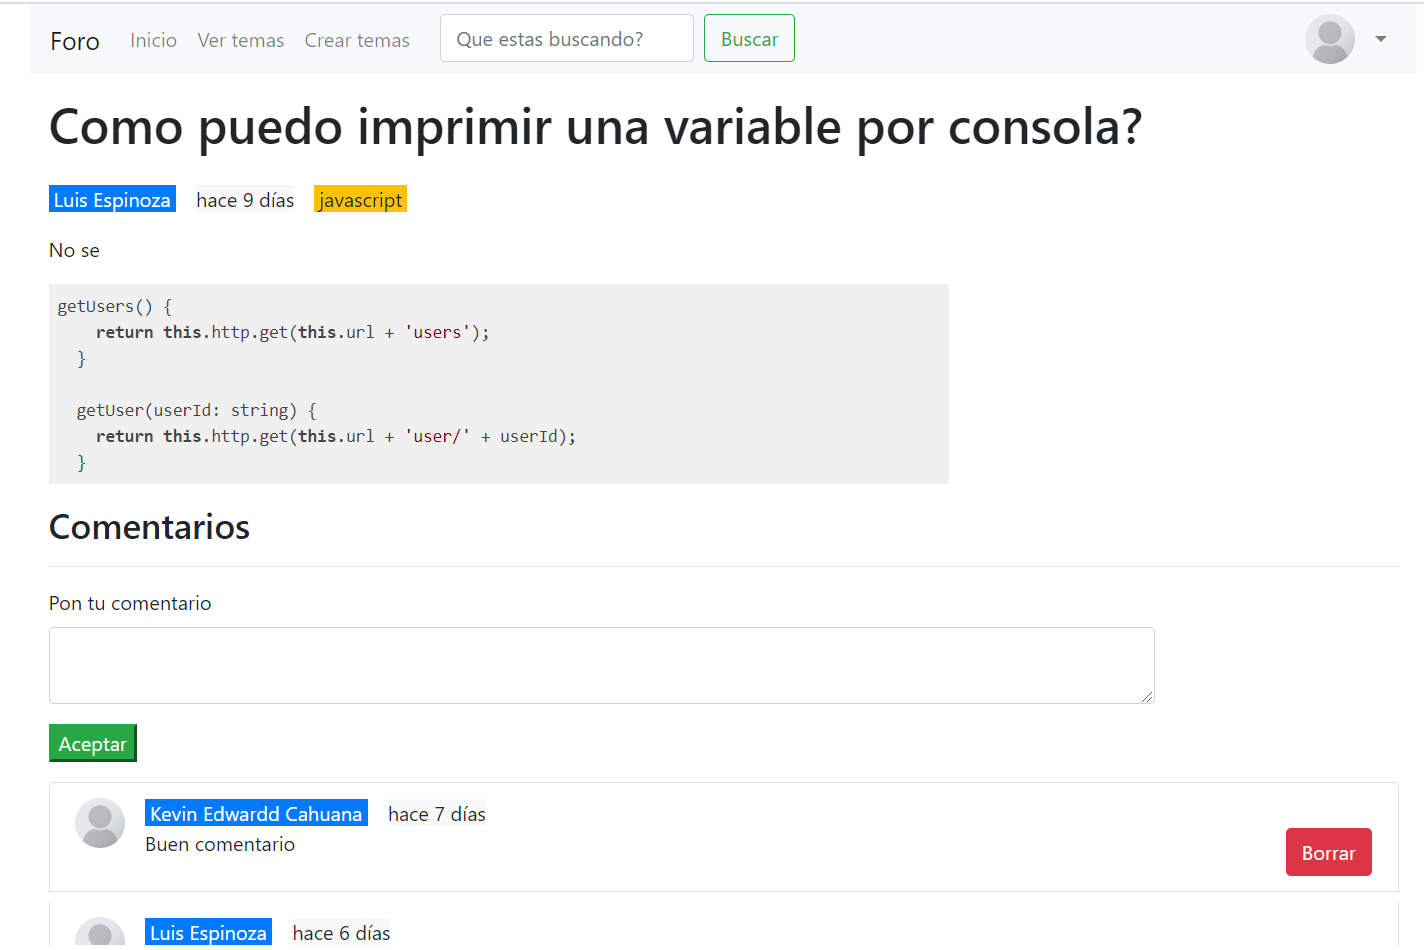 Foro Inicio Ver temas Crear temas Que estas buscando? Buscar
Como puedo imprimir una variable por consola?
Luis Espinoza hace 9 días javascript
No se
getUsers() {
    return this.http.get(this.url + 'users');
  }

  getUser(userId: string) {
    return this.http.get(this.url + 'user/' + userId);
  }
Comentarios
Pon tu comentario
Aceptar
Kevin Edwardd Cahuana hace 7 días
Buen comentario
Borrar
Luis Espinoza hace 6 días